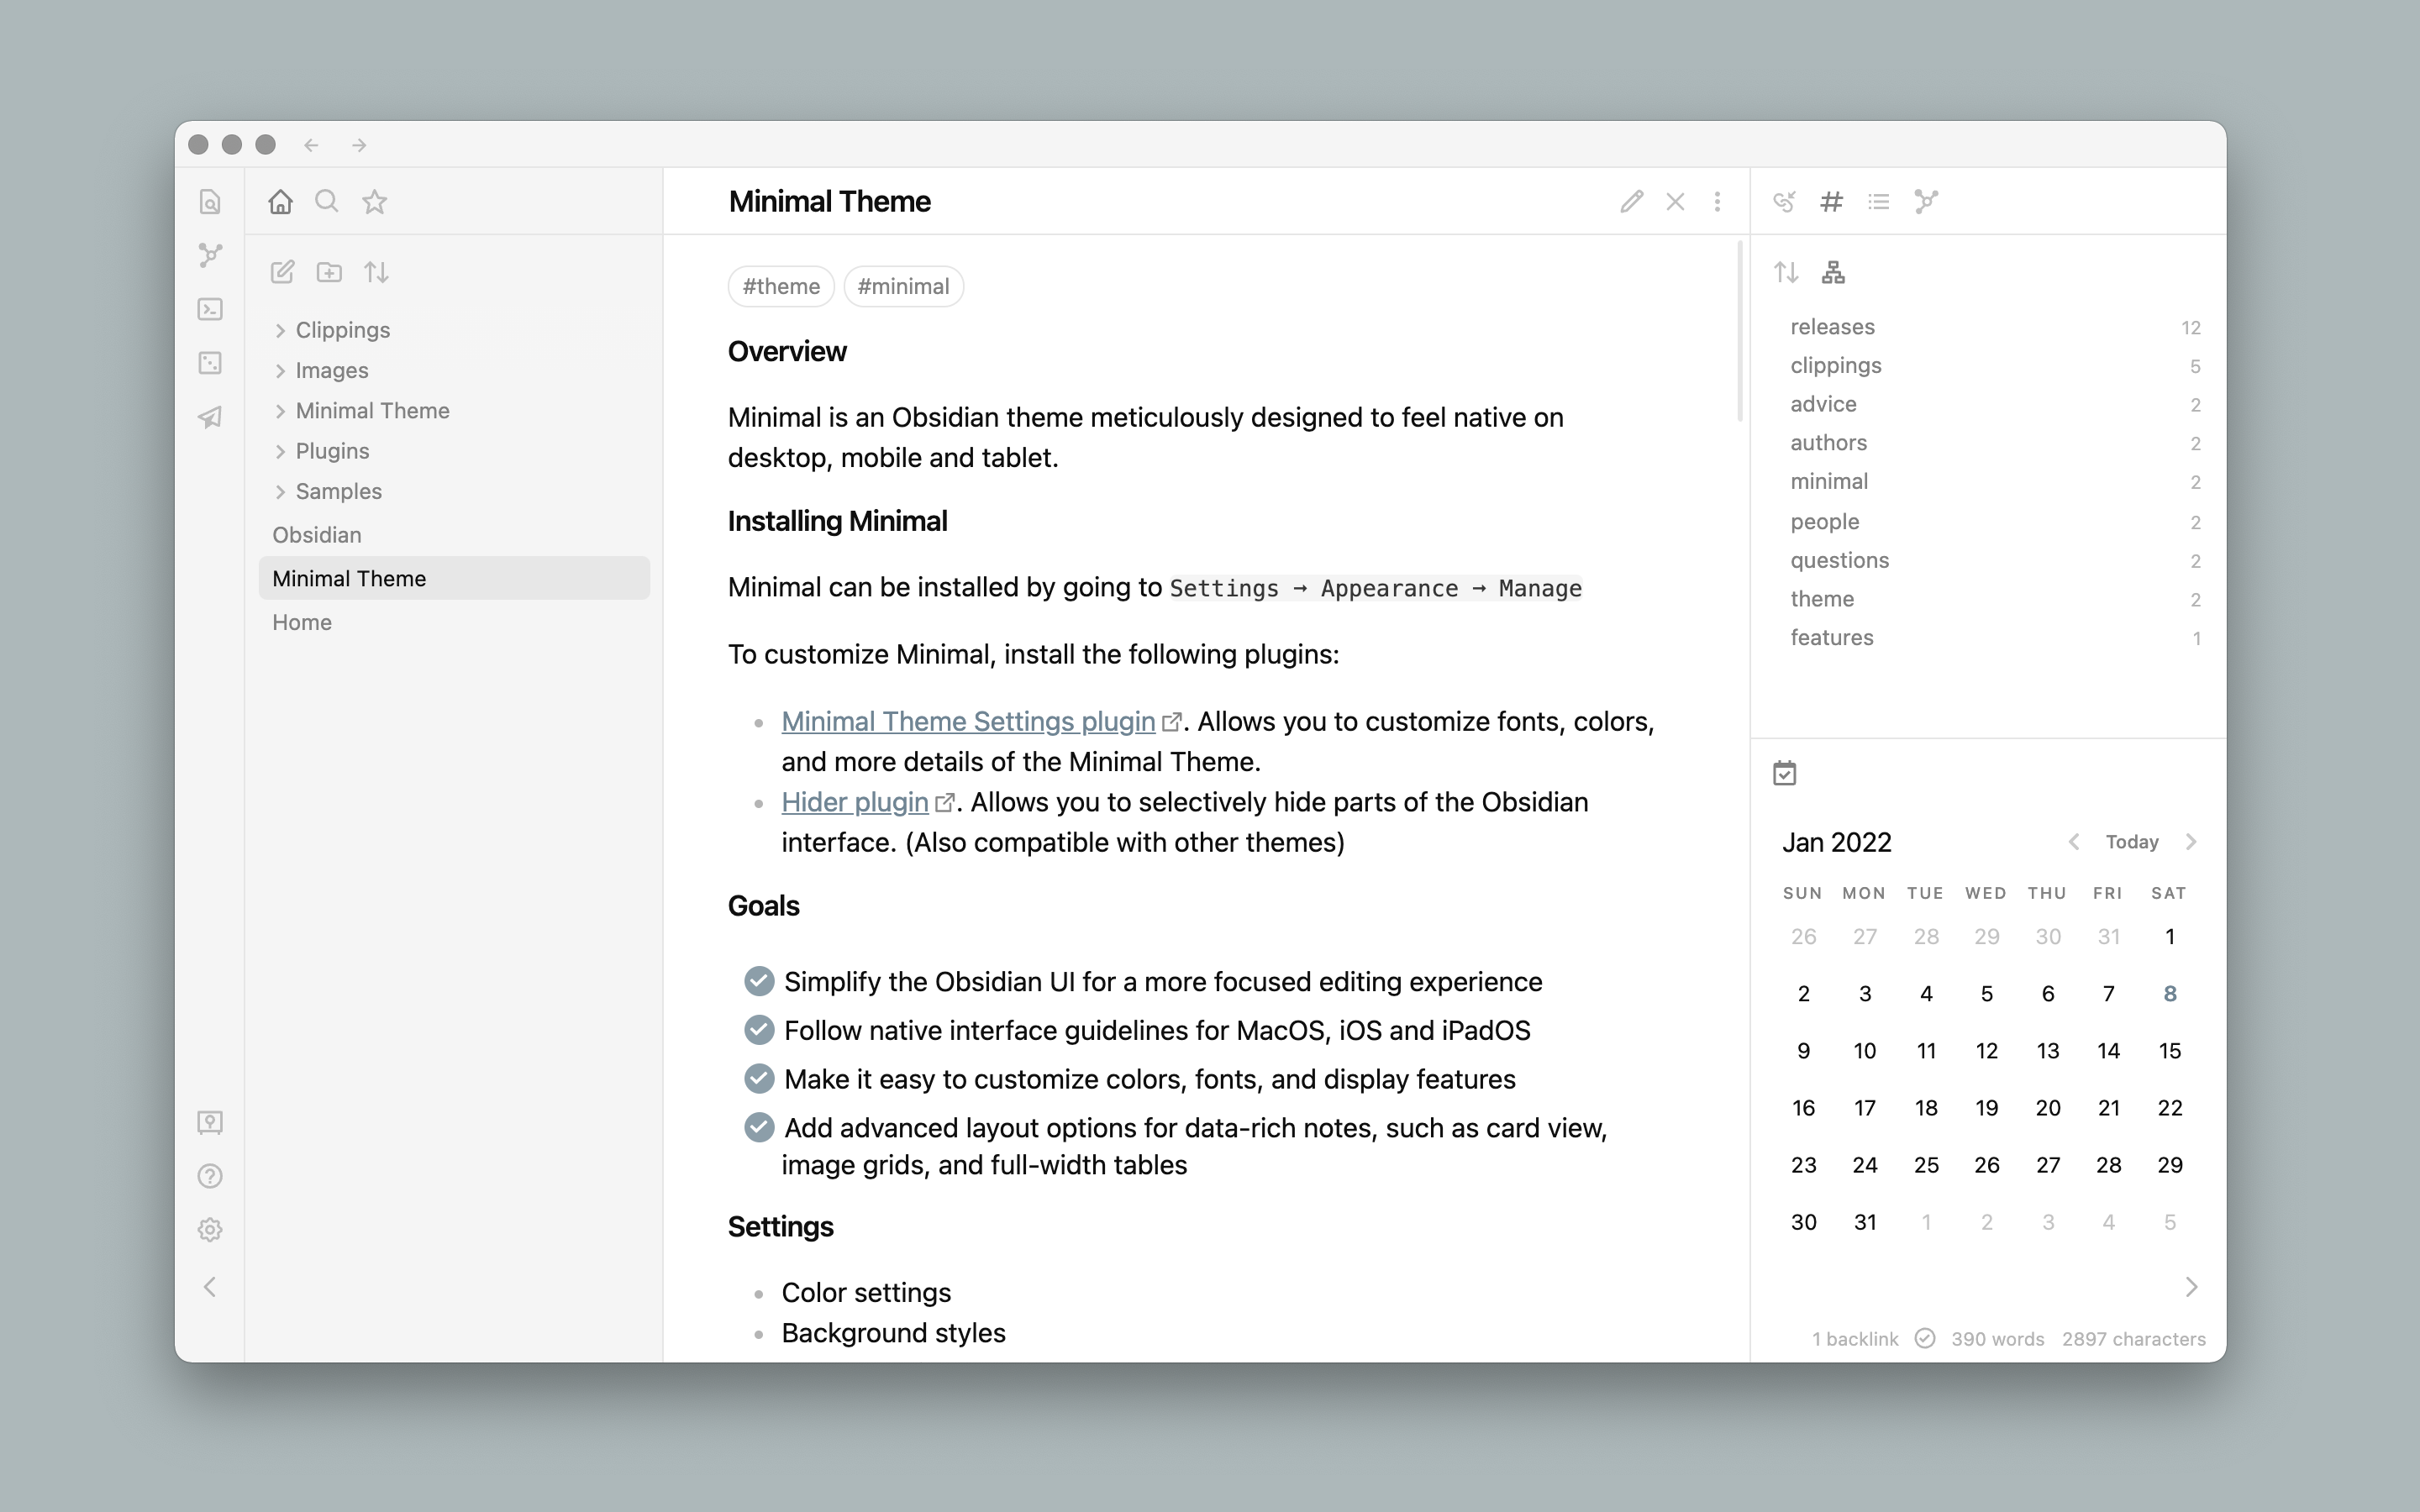 Clippings
Images
Minimal Theme
Plugins
Samples
Obsidian
Minimal Theme
Home
Minimal Theme
#theme #minimal
Overview
Minimal is an Obsidian theme meticulously designed to feel native on
desktop, mobile and tablet.
Installing Minimal
Minimal can be installed by going to Settings → Appearance → Manage
To customize Minimal, install the following plugins:
Minimal Theme Settings plugin. Allows you to customize fonts, colors,
and more details of the Minimal Theme.
Hider plugin. Allows you to selectively hide parts of the Obsidian
interface. (Also compatible with other themes)
Goals
Simplify the Obsidian UI for a more focused editing experience
Follow native interface guidelines for MacOS, iOS and iPadOS
Make it easy to customize colors, fonts, and display features
Add advanced layout options for data-rich notes, such as card view,
image grids, and full-width tables
Settings
Color settings
Background styles
releases 12
clippings 5
advice 2
authors 2
minimal 2
people 2
questions 2
theme 2
features 1
Jan 2022 Today
SUN MON TUE WED THU FRI SAT
26 27 28 29 30 31 1
2 3 4 5 6 7 8
9 10 11 12 13 14 15
16 17 18 19 20 21 22
23 24 25 26 27 28 29
30 31 1 2 3 4 5
1 backlink 390 words 2897 characters